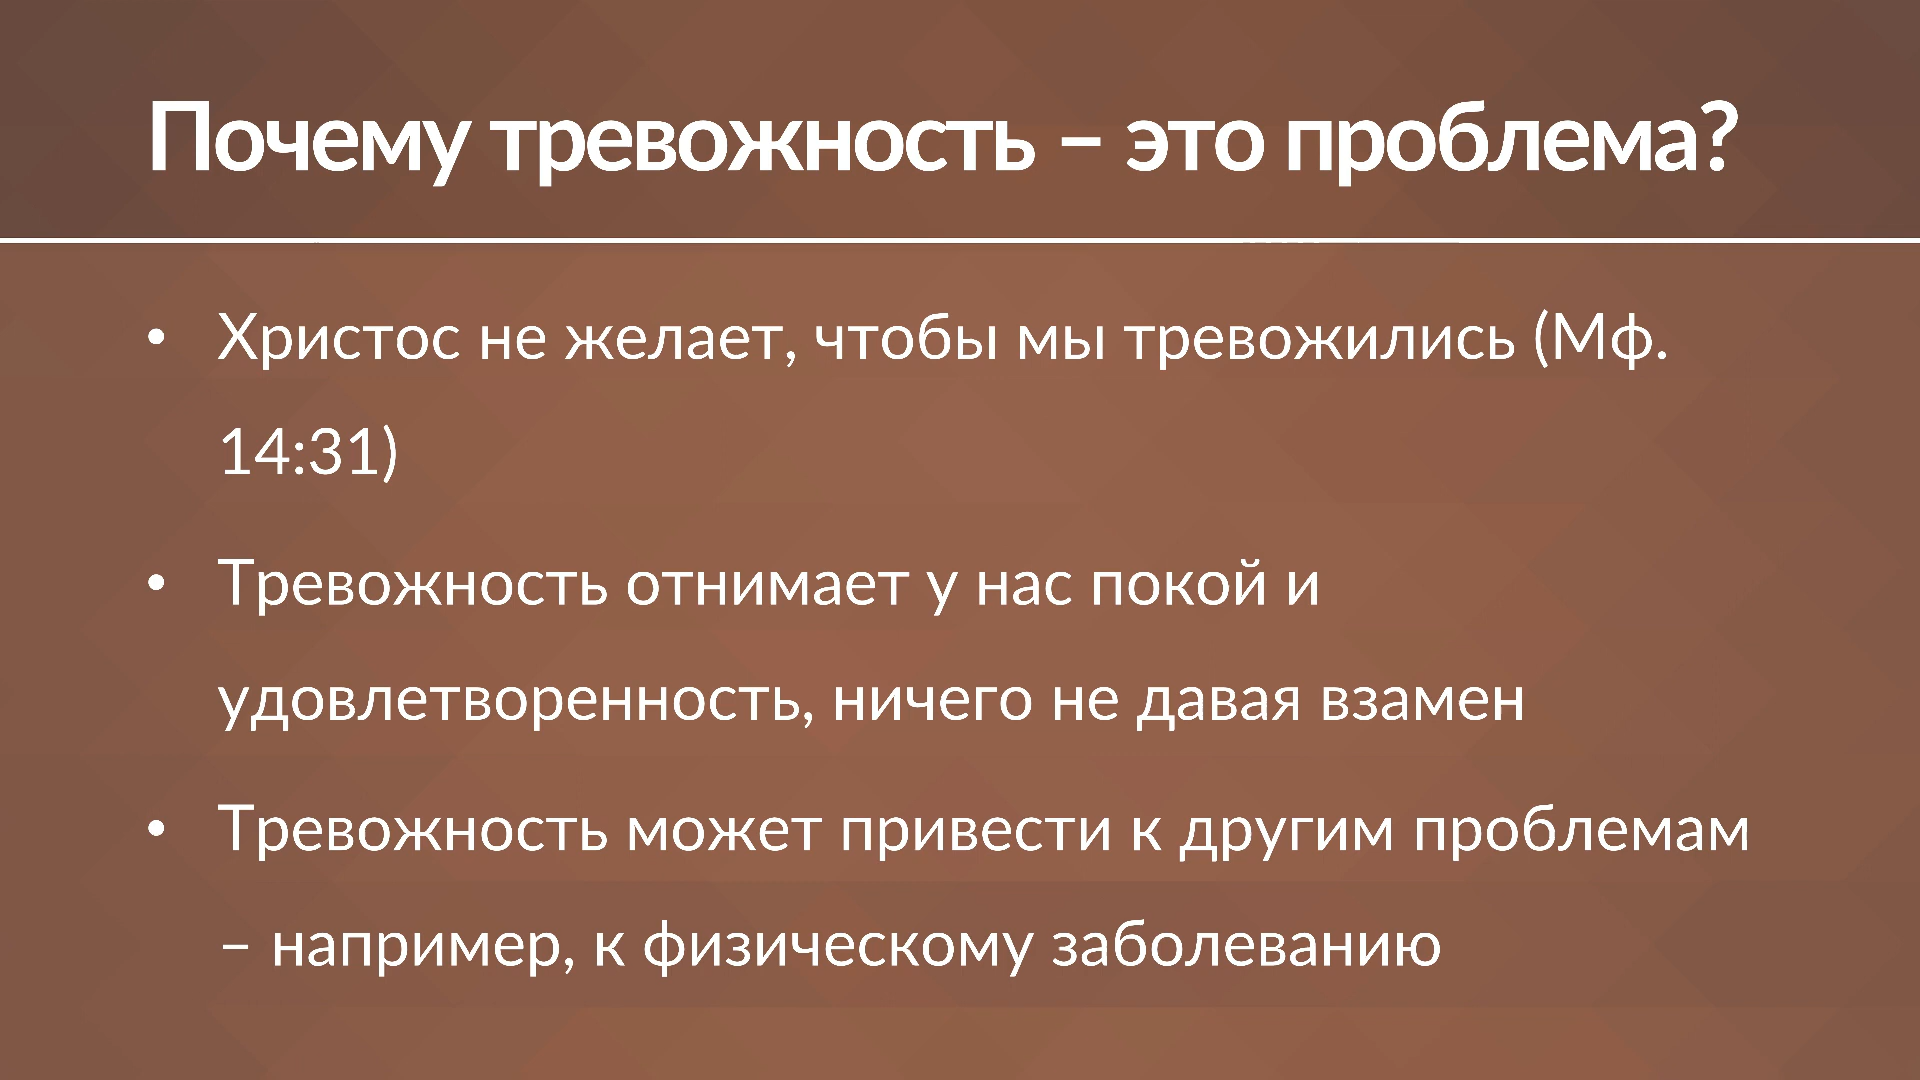 Почему тревожность – это проблема?
• Христос не желает, чтобы мы тревожились (Мф.
14:31)
• Тревожность отнимает у нас покой и
удовлетворенность, ничего не давая взамен
• Тревожность может привести к другим проблемам
– например, к физическому заболеванию